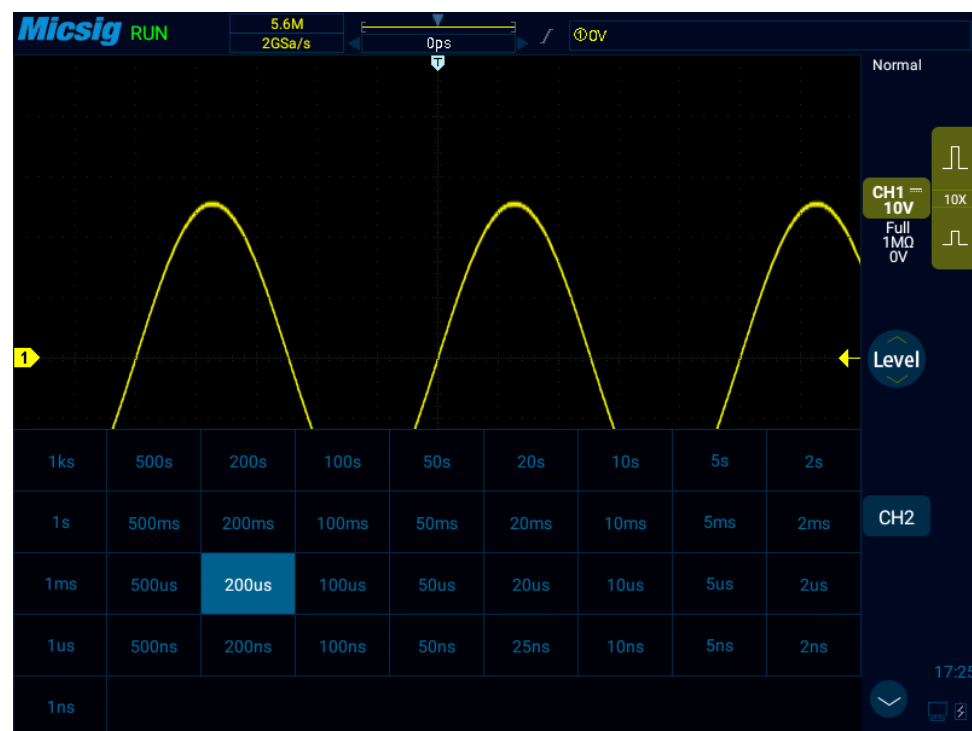 Micsig RUN
5.6M
2GSa/s
0ps
①0V
T
Normal
CH1
10V
10X
Full
1MΩ
0V
1
Level
1ks 500s 200s 100s 50s 20s 10s 5s 2s
1s 500ms 200ms 100ms 50ms 20ms 10ms 5ms 2ms
CH2
1ms 500us 200us 100us 50us 20us 10us 5us 2us
1us 500ns 200ns 100ns 50ns 25ns 10ns 5ns 2ns
17:25
1ns